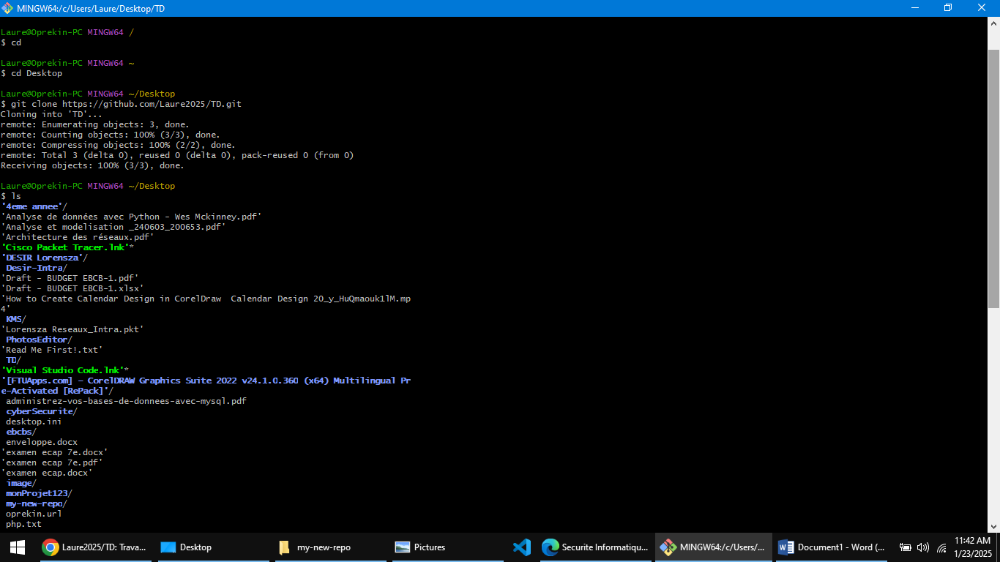 MINGW64:/c/Users/Laure/Desktop/TD
Laure@Oprekin-PC MINGW64 /
$ cd
Laure@Oprekin-PC MINGW64 ~
$ cd Desktop
Laure@Oprekin-PC MINGW64 ~/Desktop
$ git clone https://github.com/Laure2025/TD.git
Cloning into 'TD'...
remote: Enumerating objects: 3, done.
remote: Counting objects: 100% (3/3), done.
remote: Compressing objects: 100% (2/2), done.
remote: Total 3 (delta 0), reused 0 (delta 0), pack-reused 0 (from 0)
Receiving objects: 100% (3/3), done.
Laure@Oprekin-PC MINGW64 ~/Desktop
$ ls
'4eme annee'/
'Analyse de données avec Python - Wes Mckinney.pdf'
'Analyse et modelisation _240603_200653.pdf'
'Architecture des réseaux.pdf'
'Cisco Packet Tracer.lnk'*
'DESIR Lorensza'/
Desir-Intra/
'Draft - BUDGET EBCB-1.pdf'
'Draft - BUDGET EBCB-1.xlsx'
'How to Create Calendar Design in CorelDraw  Calendar Design 20_y_HuQmaouk1lM.mp
4'
KMS/
'Lorensza Reseaux_Intra.pkt'
PhotosEditor/
'Read Me First!.txt'
TD/
'Visual Studio Code.lnk'*
'[FTUApps.com] - CorelDRAW Graphics Suite 2022 v24.1.0.360 (x64) Multilingual Pr
e-Activated [RePack]'/
administrez-vos-bases-de-donnees-avec-mysql.pdf
cyberSecurite/
desktop.ini
ebcbs/
enveloppe.docx
'examen ecap 7e.docx'
'examen ecap 7e.pdf'
'examen ecap.docx'
image/
monProjet123/
my-new-repo/
oprekin.url
php.txt
Laure2025/TD: Trava...
Desktop
my-new-repo
Pictures
Securite Informatiqu...
MINGW64:/c/Users/...
Document1 - Word (...
11:42 AM
1/23/2025